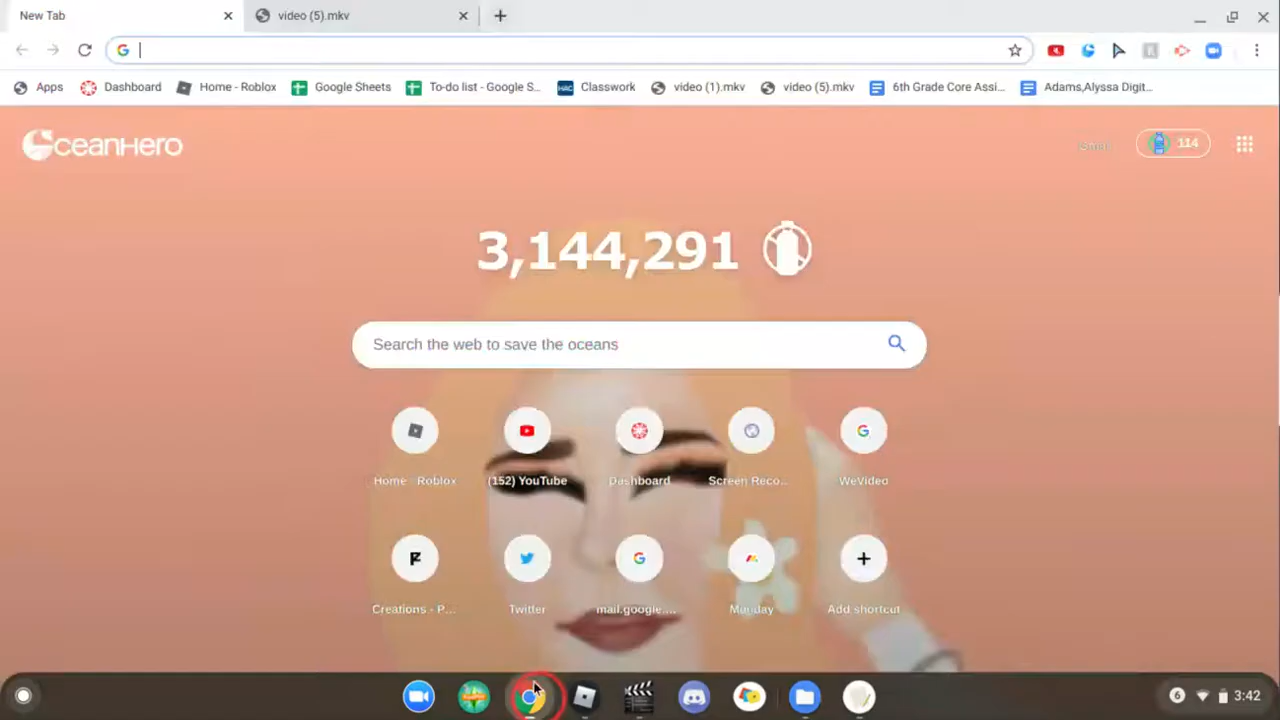 New Tab
video (5).mkv
Apps
Dashboard
Home - Roblox
Google Sheets
To-do list - Google S...
HAC
Classwork
video (1).mkv
video (5).mkv
6th Grade Core Assi...
Adams,Alyssa Digit...
OceanHero
Gmail
114
3,144,291
Search the web to save the oceans
Home - Roblox
(152) YouTube
Dashboard
Screen Reco...
WeVideo
Creations - P...
Twitter
mail.google....
Monday
Add shortcut
6
3:42